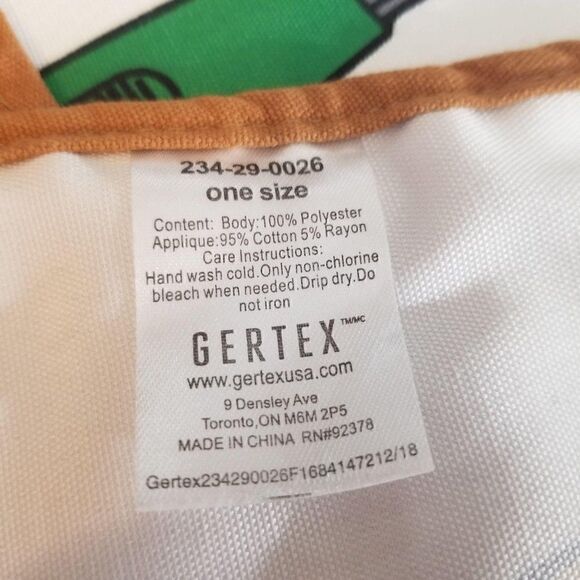 234-29-0026
one size
Content: Body:100% Polyester
Applique:95% Cotton 5% Rayon
Care Instructions:
Hand wash cold.Only non-chlorine
bleach when needed.Drip dry.Do
not iron
GERTEX TM/MC
www.gertexusa.com
9 Densley Ave
Toronto,ON M6M 2P5
MADE IN CHINA RN#92378
Gertex234290026F1684147212/18